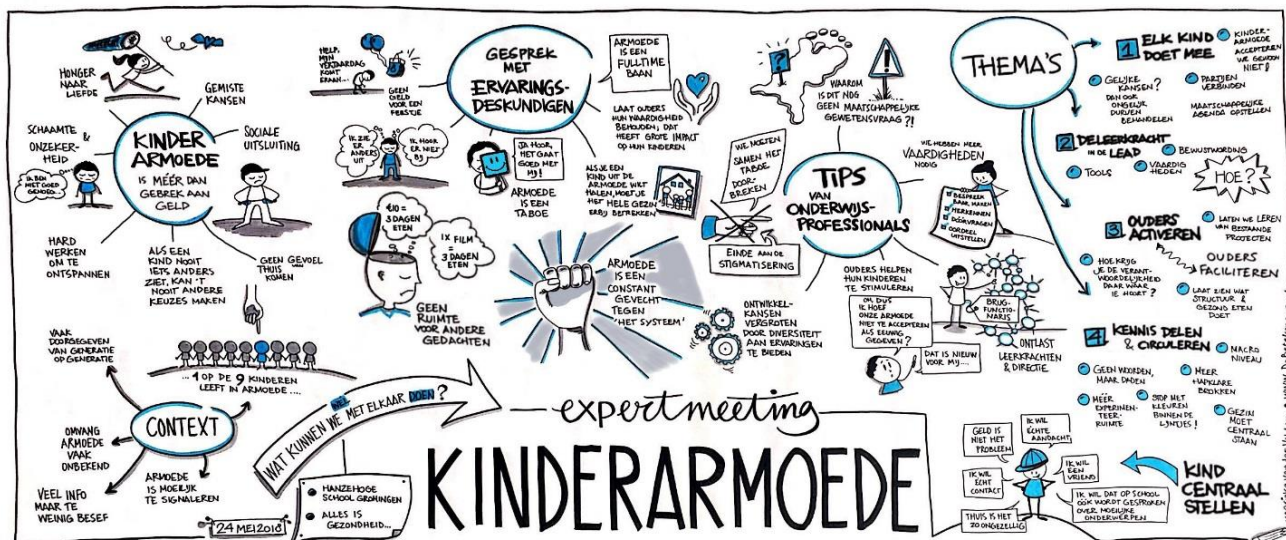 HONGER
NAAR
LIEFDE
GEMISTE
KANSEN
SCHAAMTE &
ONZEKER-
HEID
IK BEN
NIET GOED
GENOEG...
KINDER
ARMOEDE
IS MÉÉR DAN
GEBREK AAN
GELD
SOCIALE
UITSLUITING
HARD
WERKEN
OM TE
ONTSPANNEN
ALS EEN
KIND NOOIT
IETS ANDERS
ZIET, KAN 'T
NOOIT ANDERE
KEUZES MAKEN
GEEN GEVOEL VAN
THUIS
KOMEN
VAAK
DOORGEGEVEN
VAN GENERATIE
OP GENERATIE
... 1 OP DE 9 KINDEREN
LEEFT IN ARMOEDE....
CONTEXT
OMVANG
ARMOEDE
VAAK
ONBEKEND
ARMOEDE
IS MOEILIJK
TE SIGNALEREN
VEEL INFO
MAAR TE
WEINIG BESEF
24 MEI 2018
WAT KUNNEN WE WEL MET ELKAAR DOEN?
HANZEHOGE
SCHOOL GRONINGEN
ALLES IS
GEZONDHEID...
HELP,
MIJN
VERJAARDAG
KOMT
ERAAN...
GEEN
GELD
VOOR EEN
FEESTJE
GESPREK
MET
ERVARINGS-
DESKUNDIGEN
ARMOEDE
IS EEN
FULLTIME
BAAN
IK ZIE
ER ANDERS
UIT
IK HOOR
ER NIET
BIJ
JA HOOR,
HET GAAT
GOED MET
MIJ!
ARMOEDE
IS EEN
TABOE
LAAT OUDERS
HUN WAARDIGHEID
BEHOUDEN; DAT
HEEFT GROTE IMPACT
OP HUN KINDEREN
ALS JE EEN
KIND UIT DE
ARMOEDE WILT
HALEN, MOET JE
HET HELE GEZIN
ERBIJ BETREKKEN
€10 =
3 DAGEN
ETEN
1X FILM
=
3 DAGEN
ETEN
GEEN
RUIMTE
VOOR ANDERE
GEDACHTEN
ARMOEDE
IS EEN
CONSTANT
GEVECHT
TEGEN
'HET SYSTEEM'
?
!
WAAROM
IS DIT NOG
GEEN MAATSCHAPPELIJKE
GEWETENSVRAAG ?!
WE MOETEN
SAMEN HET
TABOE
DOOR-
BREKEN
EINDE AAN DE
STIGMATISERING
TIPS
VAN
ONDERWIJS-
PROFESSIONALS
WE HEBBEN MEER
VAARDIGHEDEN
NODIG
BESPREEK
BAAR MAKEN
HERKENNEN
DOORVRAGEN
OORDEEL
UITSTELLEN
OUDERS HELPEN
HUN KINDEREN
TE STIMULEREN
ONTWIKKEL-
KANSEN
VERGROTEN
DOOR DIVERSITEIT
AAN ERVARINGEN
TE BIEDEN
OH, DUS
IK HOEF
ONZE ARMOEDE
NIET TE ACCEPTEREN
ALS EEUWIG
GEGEVEN?
DAT IS NIEUW
VOOR MIJ....
BRUG-
FUNCTIO-
NARIS
ONTLAST
LEERKRACHTEN
& DIRECTIE
expertmeeting
KINDERARMOEDE
THEMA'S
1 ELK KIND
DOET MEE
KINDER-
ARMOEDE
ACCEPTEREN
WE GEWOON
NIET!
GELIJKE
KANSEN?
DAN OOK
ONGELIJK
DURVEN
BEHANDELEN
PARTIJEN
VERBINDEN
MAATSCHAPPELIJKE
AGENDA OPSTELLEN
2 DE LEERKRACHT
IN DE LEAD
BEWUSTWORDING
TOOLS
VAARDIG
HEDEN
HOE?
3 OUDERS
ACTIVEREN
LATEN WE LEREN
VAN BESTAANDE
PROJECTEN
OUDERS
FACILITEREN
HOE KRIJG
JE DE VERANT-
WOORDELIJKHEID
DAAR WAAR
IE HOORT?
LAAT ZIEN WAT
STRUCTUUR &
GEZOND ETEN
DOET
4 KENNIS DELEN
& CIRCULEREN
MACRO
NIVEAU
GEEN WOORDEN,
MAAR DADEN
MEER
HAPKLARE
BROKKEN
MÉÉR
EXPERIMEN-
TEER-
RUIMTE
STOP MET
KLEUREN
BINNEN DE
LIJNTJES!
GEZIN
MOET
CENTRAAL
STAAN
GELD IS
NIET HET
PROBLEEM
IK WIL
ÉCHTE
AANDACHT
IK WIL
ÉCHT
CONTACT
IK WIL
EEN
VRIEND
IK WIL DAT OP SCHOOL
OOK WORDT GESPROKEN
OVER MOEILIJKE
ONDERWERPEN
THUIS IS HET
ZO ONGEZELLIG
KIND
CENTRAAL
STELLEN